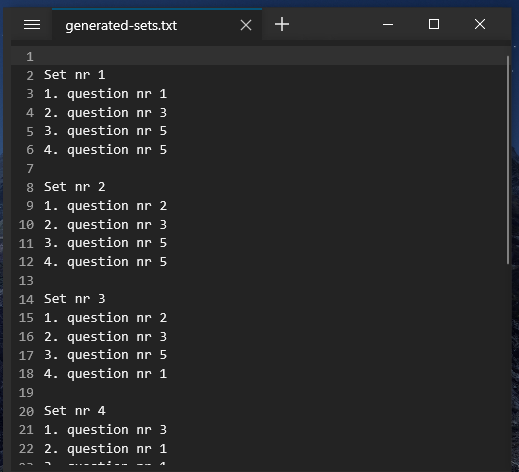 generated-sets.txt
1
2 Set nr 1
3 1. question nr 1
4 2. question nr 3
5 3. question nr 5
6 4. question nr 5
7
8 Set nr 2
9 1. question nr 2
10 2. question nr 3
11 3. question nr 5
12 4. question nr 5
13
14 Set nr 3
15 1. question nr 2
16 2. question nr 3
17 3. question nr 5
18 4. question nr 1
19
20 Set nr 4
21 1. question nr 3
22 2. question nr 1